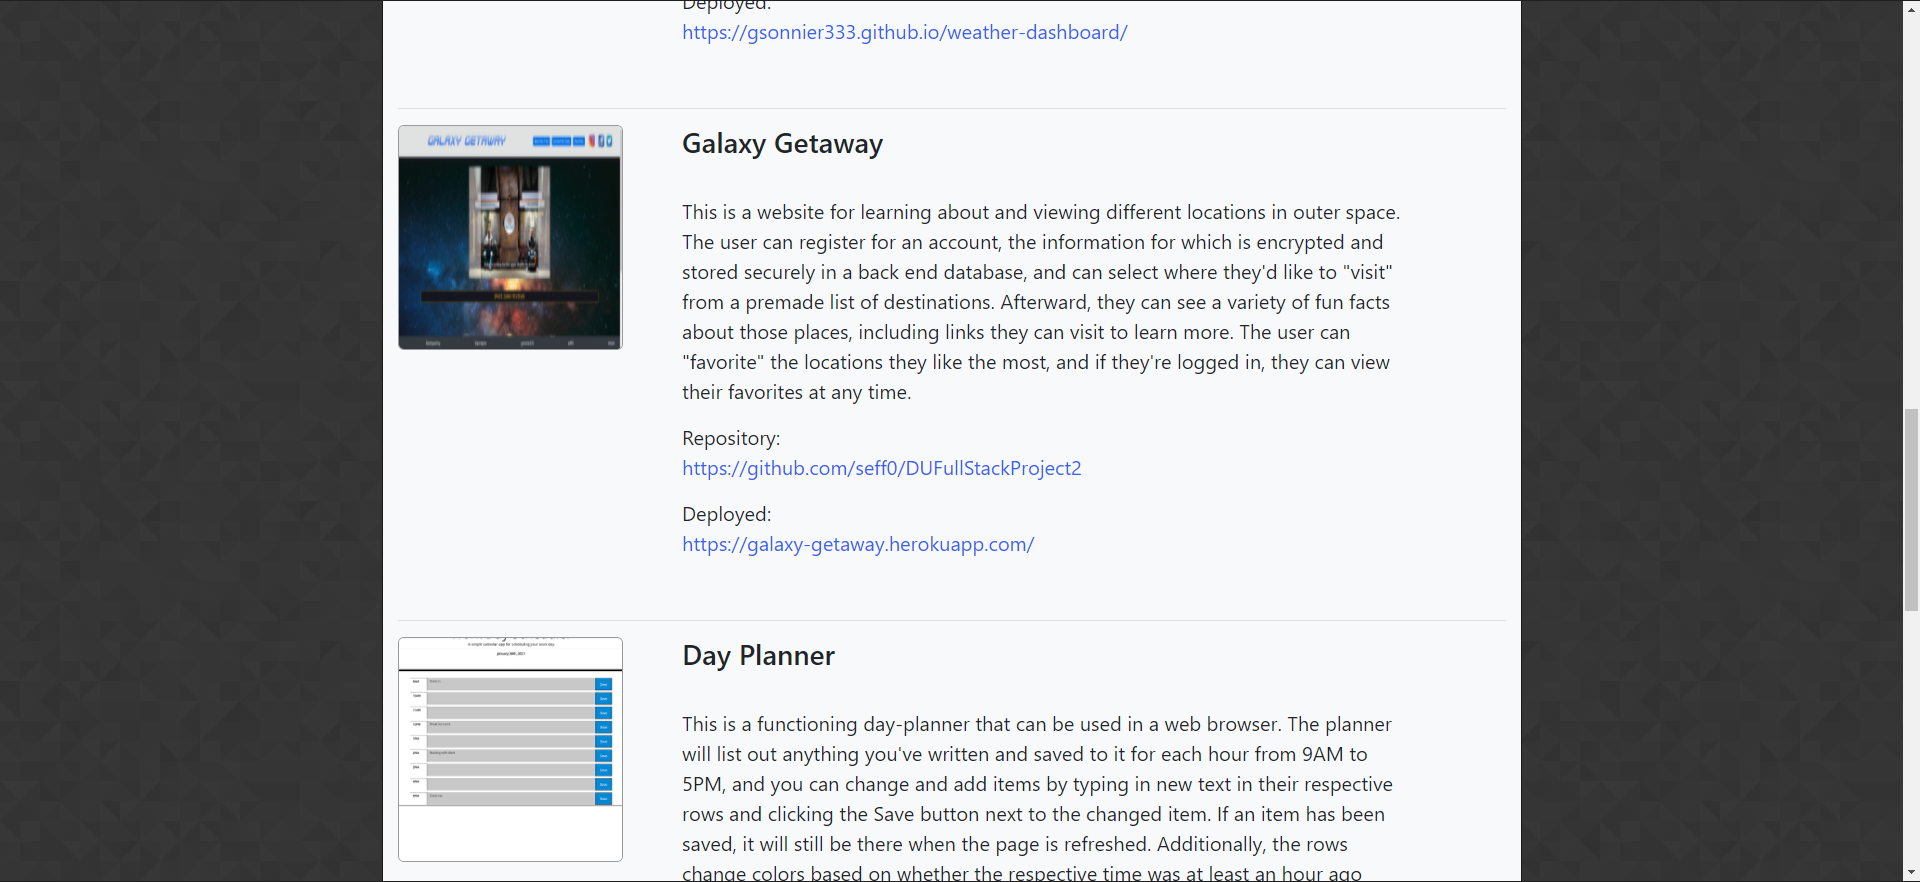 Deployed:
https://gsonnier333.github.io/weather-dashboard/
GALAXY GETAWAY
Galaxy Getaway
This is a website for learning about and viewing different locations in outer space.
The user can register for an account, the information for which is encrypted and
stored securely in a back end database, and can select where they'd like to "visit"
from a premade list of destinations. Afterward, they can see a variety of fun facts
about those places, including links they can visit to learn more. The user can
"favorite" the locations they like the most, and if they're logged in, they can view
their favorites at any time.
Repository:
https://github.com/seff0/DUFullStackProject2
Deployed:
https://galaxy-getaway.herokuapp.com/
A simple calendar app for scheduling your work day
Day Planner
This is a functioning day-planner that can be used in a web browser. The planner
will list out anything you've written and saved to it for each hour from 9AM to
5PM, and you can change and add items by typing in new text in their respective
rows and clicking the Save button next to the changed item. If an item has been
saved, it will still be there when the page is refreshed. Additionally, the rows
change colors based on whether the respective time was at least an hour ago